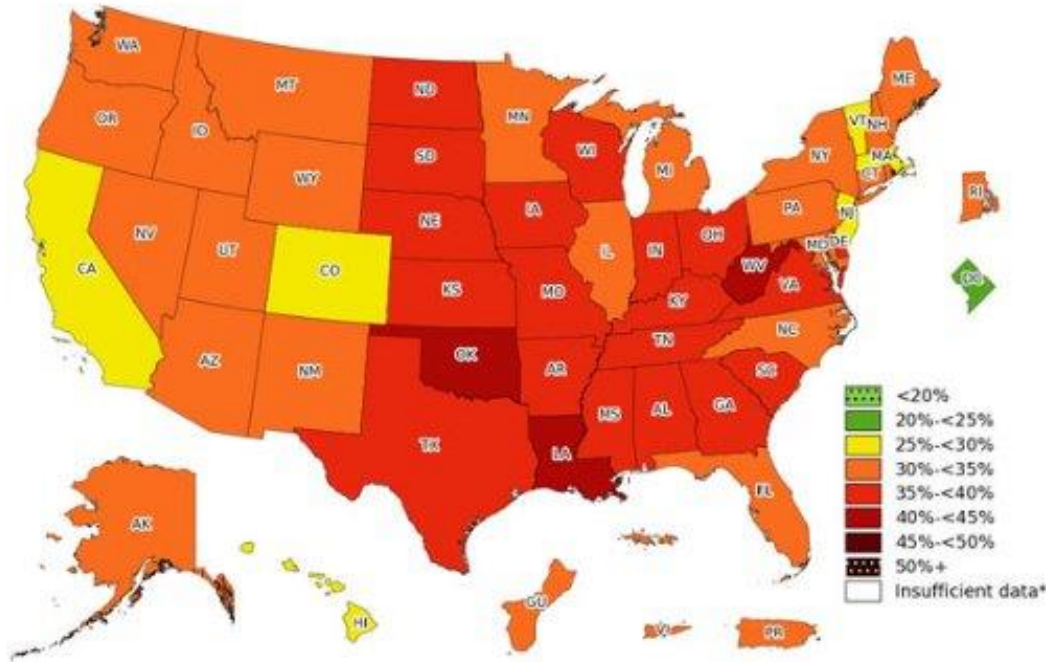 WA
MT
ND
MN
ME
OR
ID
SD
WI
VT
NH
WY
MI
NY
MA
CT
RI
NE
IA
PA
NJ
NV
UT
CO
IL
IN
OH
MD
DE
DC
CA
KS
MO
WV
VA
KY
AZ
NM
OK
AR
TN
NC
SC
TX
LA
MS
AL
GA
FL
AK
HI
GU
VI
PR
<20%
20%-<25%
25%-<30%
30%-<35%
35%-<40%
40%-<45%
45%-<50%
50%+
Insufficient data*